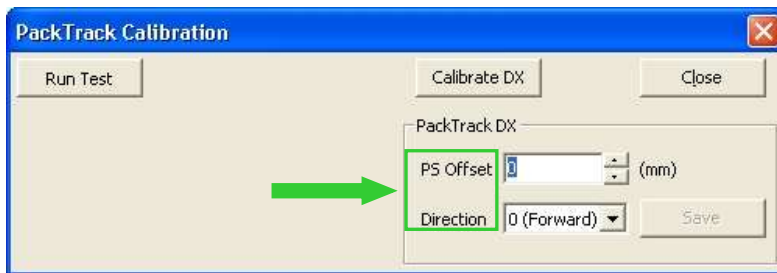 PackTrack Calibration
Run Test Calibrate DX Close
PackTrack DX
PS Offset 0 (mm)
Direction 0 (Forward) Save